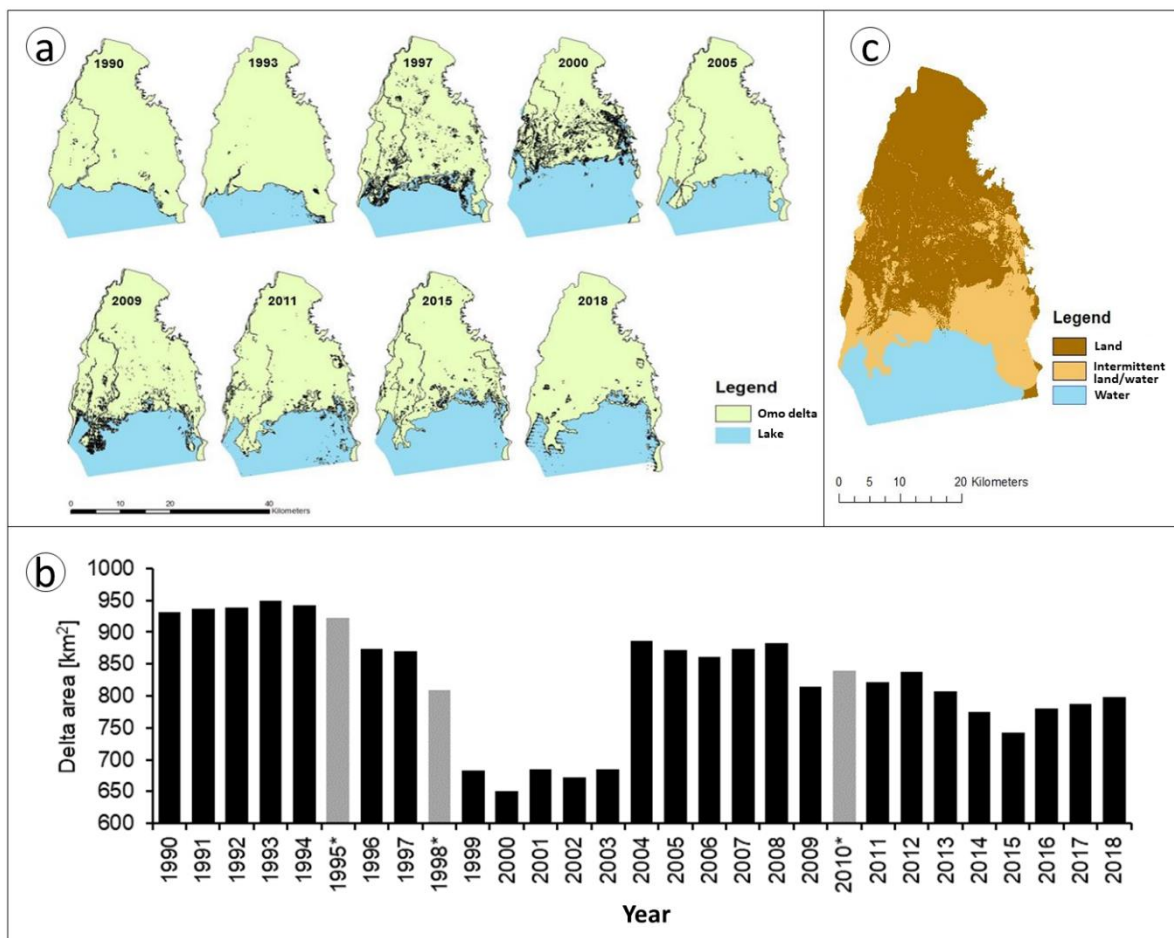 a
1990
1993
1997
2000
2005
2009
2011
2015
2018
Legend
Omo delta
Lake
0 10 20 40
Kilometers
c
Legend
Land
Intermittent
land/water
Water
0 5 10 20 Kilometers
b
Delta area [km²]
1000
950
900
850
800
750
700
650
600
1990
1991
1992
1993
1994
1995*
1996
1997
1998*
1999
2000
2001
2002
2003
2004
2005
2006
2007
2008
2009
2010*
2011
2012
2013
2014
2015
2016
2017
2018
Year